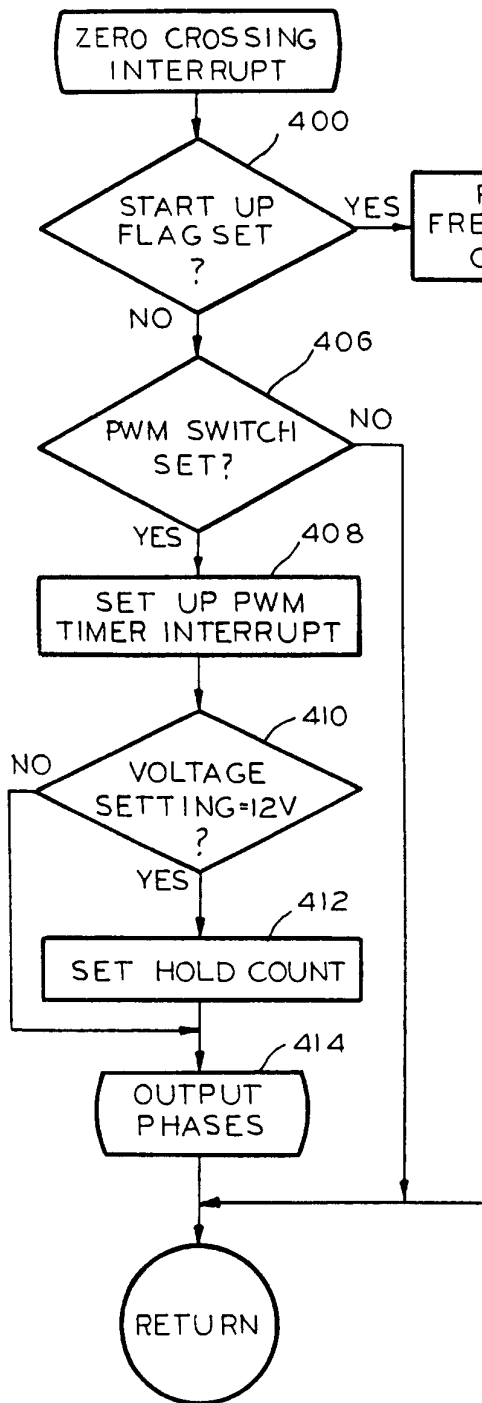 ZERO CROSSING
INTERRUPT
400
START UP
FLAG SET
?
YES
NO
406
PWM SWITCH
SET?
NO
YES
408
SET UP PWM
TIMER INTERRUPT
410
NO
VOLTAGE
SETTING=12V
?
YES
412
SET HOLD COUNT
414
OUTPUT
PHASES
RETURN